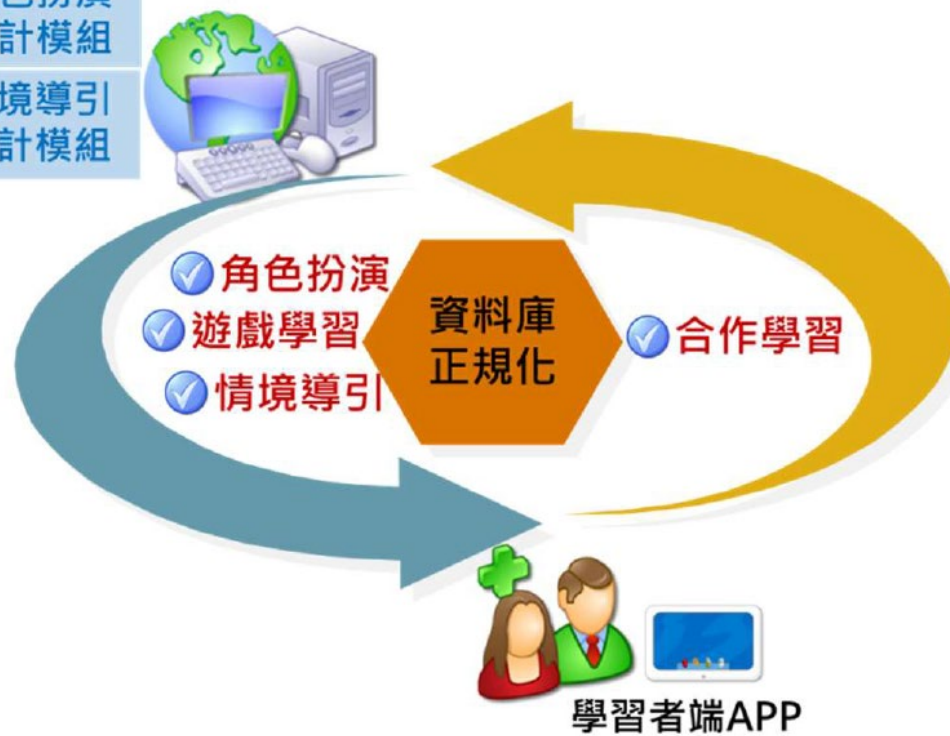 計模組
境導引
計模組
角色扮演
遊戲學習
情境導引
資料庫
正規化
合作學習
學習者端APP